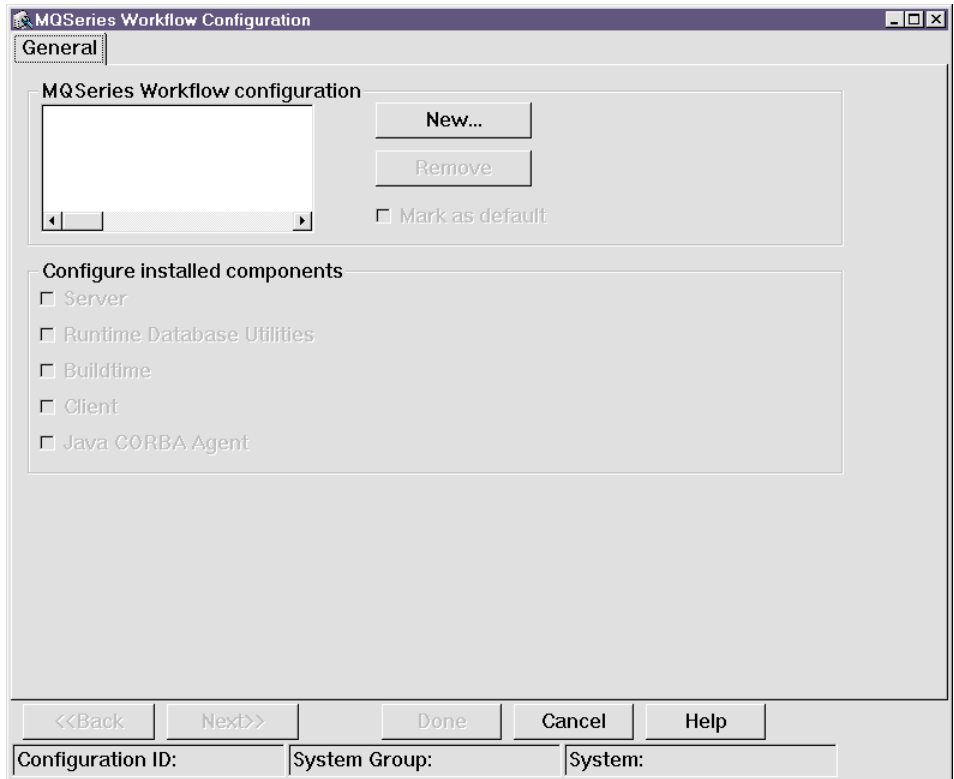 MQSeries Workflow Configuration
General
MQSeries Workflow configuration
New...
Remove
Mark as default
Configure installed components
Server
Runtime Database Utilities
Buildtime
Client
Java CORBA Agent
<<Back Next>> Done Cancel Help
Configuration ID: System Group: System: